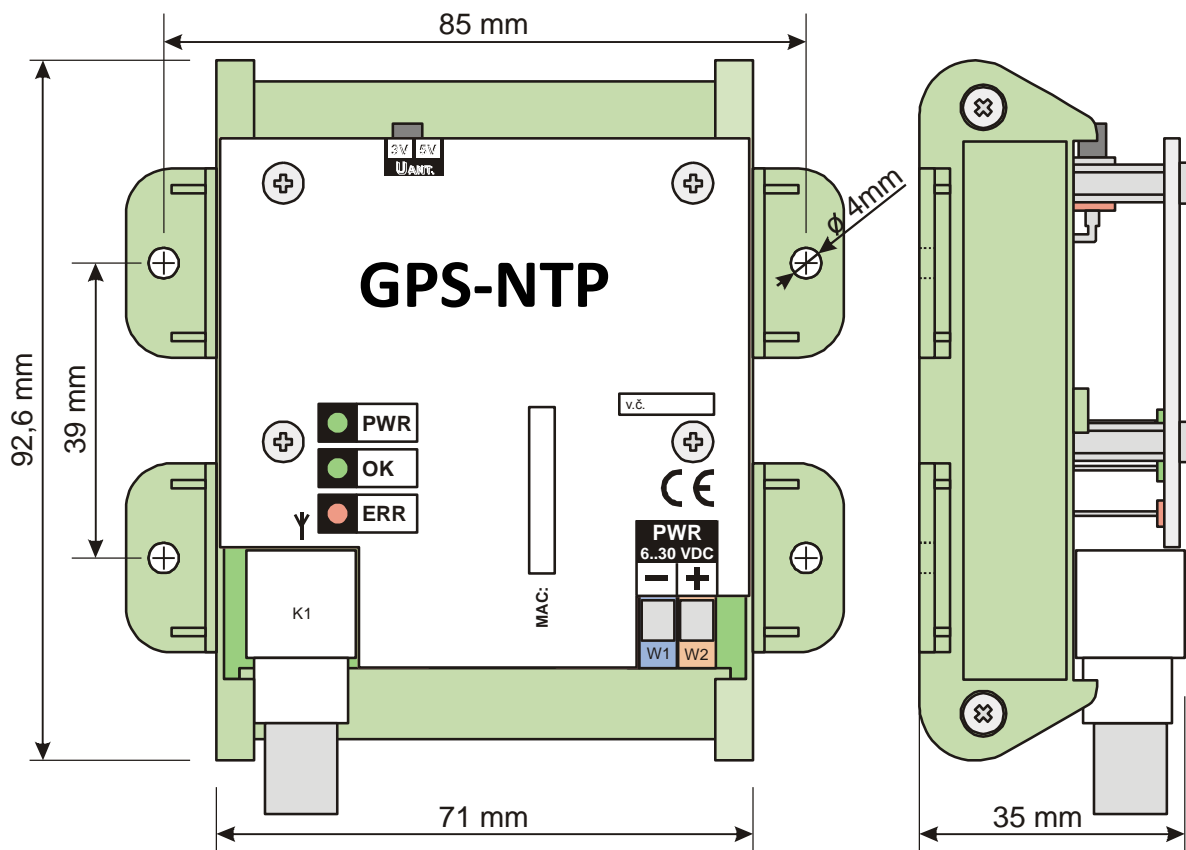 85 mm
3V 5V
UANT.
ϕ 4mm
GPS-NTP
92,6 mm
39 mm
v.č.
PWR
OK
ERR
CE
PWR
6..30 VDC
− +
K1
MAC:
W1 W2
71 mm
35 mm